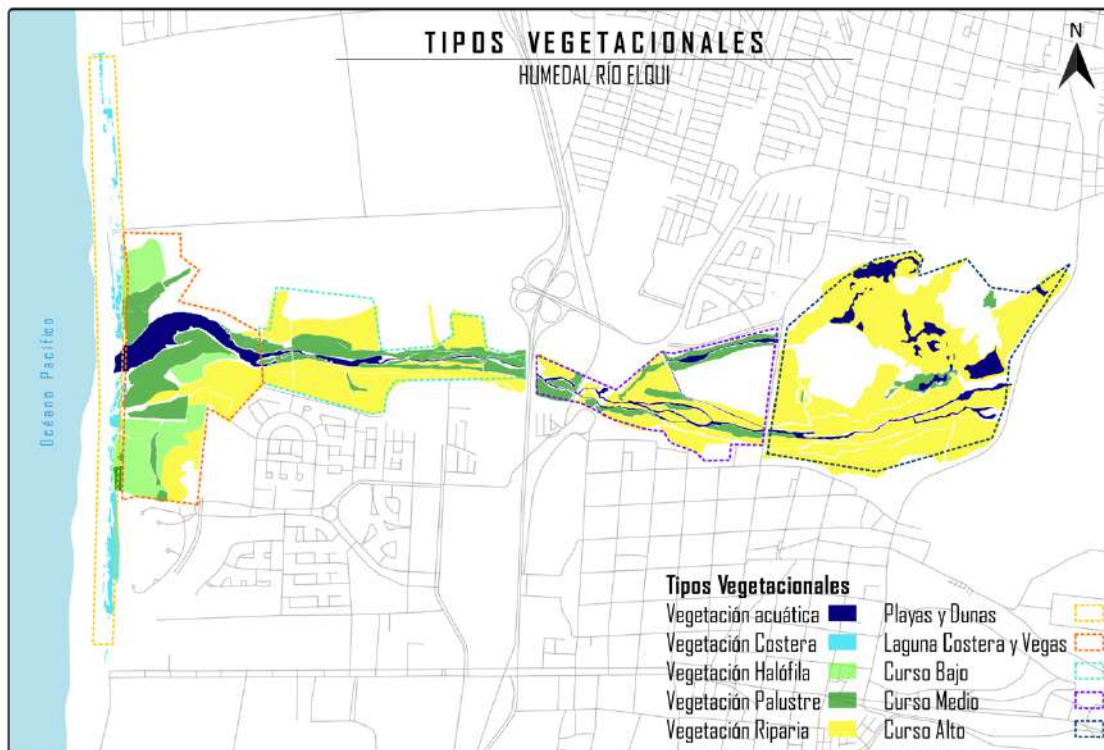 TIPOS VEGETACIONALES
HUMEDAL RÍO ELQUI
N
Océano Pacífico
Tipos Vegetacionales
Vegetación acuática
Vegetación Costera
Vegetación Halófila
Vegetación Palustre
Vegetación Riparia
Playas y Dunas
Laguna Costera y Vegas
Curso Bajo
Curso Medio
Curso Alto